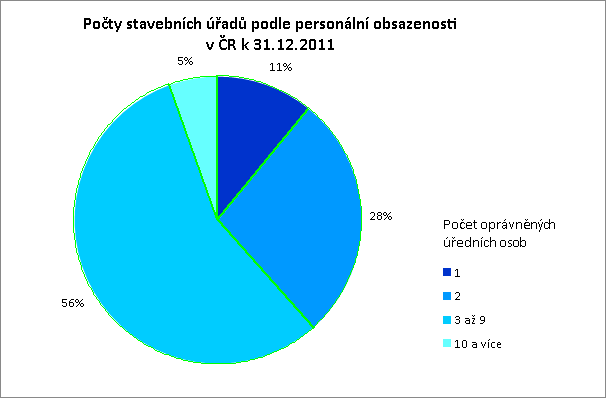 Počty stavebních úřadů podle personální obsazenosti
v ČR k 31.12.2011
5%
11%
28%
56%
Počet oprávněných
úředních osob
1
2
3 až 9
10 a více